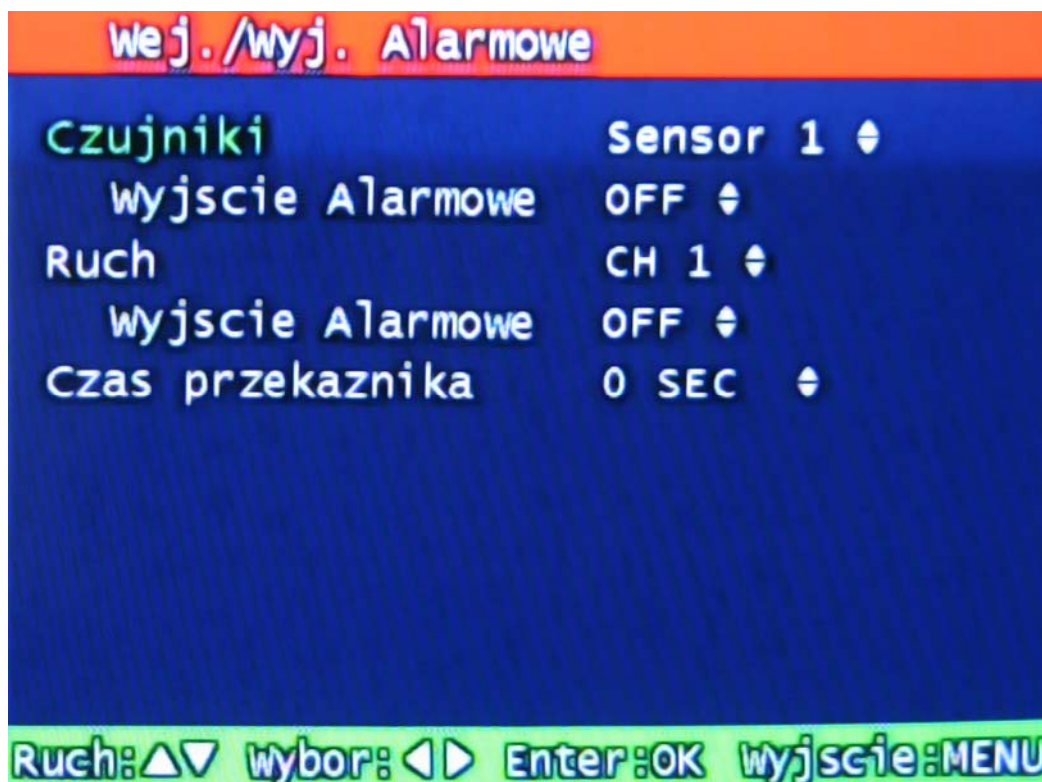 Wej./Wyj. Alarmowe
Czujniki Sensor 1
Wyjscie Alarmowe OFF
Ruch CH 1
Wyjscie Alarmowe OFF
Czas przekaznika 0 SEC
Ruch:△▽ Wybor:◁▷ Enter:OK Wyjscie:MENU